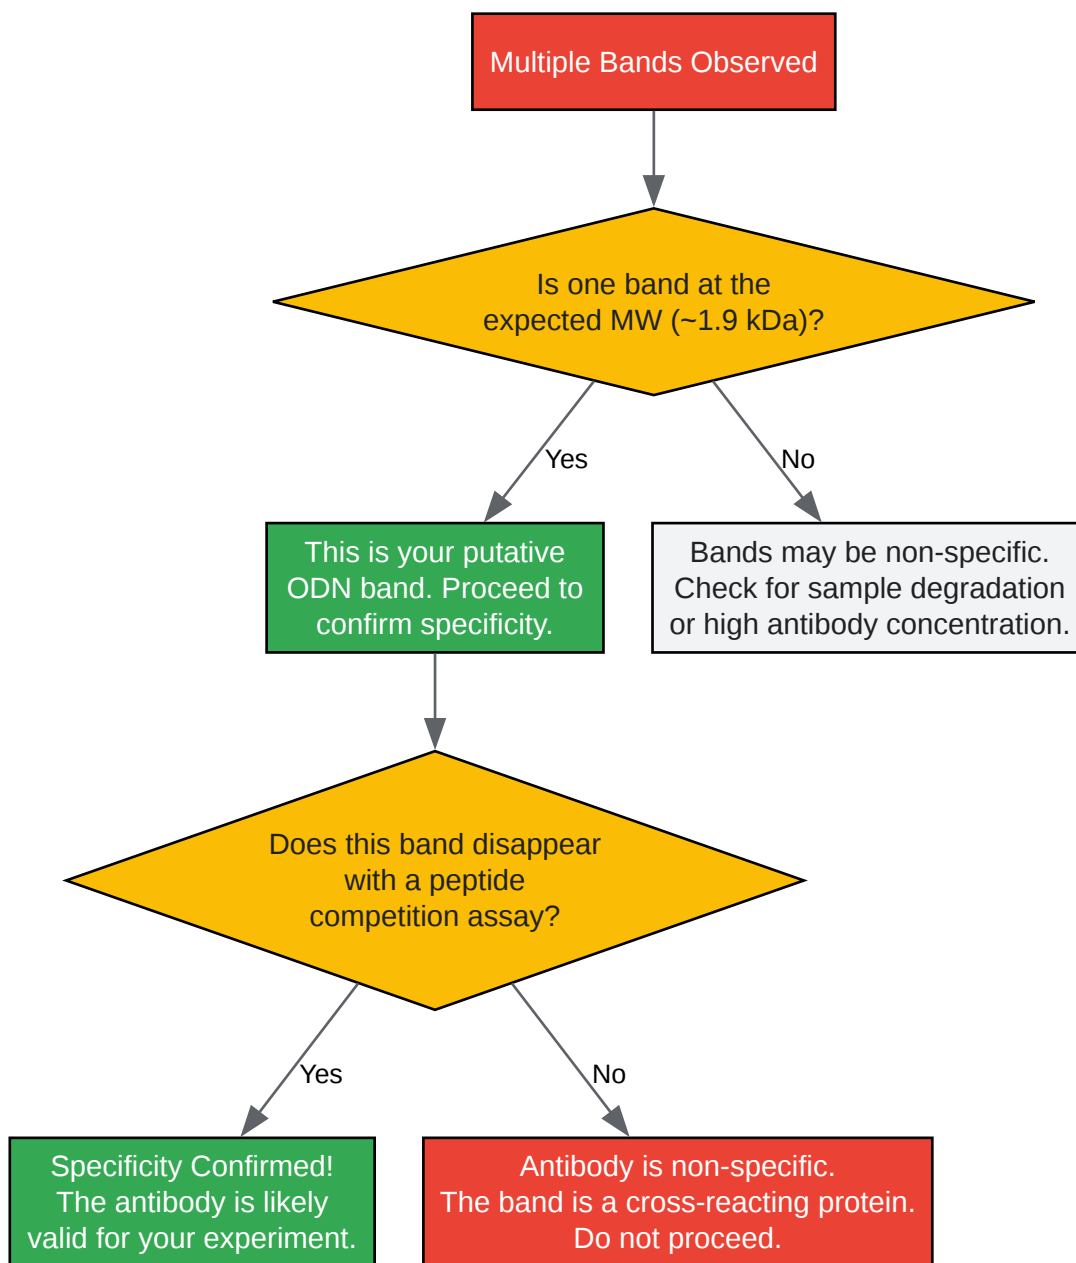 Multiple Bands Observed
Is one band at the
expected MW (~1.9 kDa)?
Yes
No
This is your putative
ODN band. Proceed to
confirm specificity.
Bands may be non-specific.
Check for sample degradation
or high antibody concentration.
Does this band disappear
with a peptide
competition assay?
Yes
No
Specificity Confirmed!
The antibody is likely
valid for your experiment.
Antibody is non-specific.
The band is a cross-reacting protein.
Do not proceed.